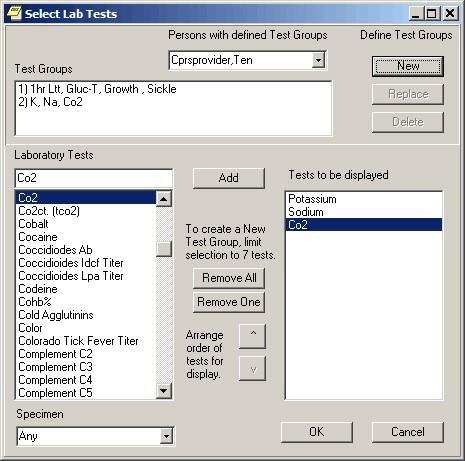 Select Lab Tests
Persons with defined Test Groups
Define Test Groups
Cprsprovider,Ten
New
Test Groups
1) 1hr Ltt, Gluc-T, Growth , Sickle
2) K, Na, Co2
Replace
Delete
Laboratory Tests
Co2
Add
Tests to be displayed
Co2
Co2ct. (tco2)
Cobalt
Cocaine
Coccidiodes Ab
Coccidioides Idcf Titer
Coccidioides Lpa Titer
Codeine
Cohb%
Cold Agglutinins
Color
Colorado Tick Fever Titer
Complement C2
Complement C3
Complement C4
Complement C5
To create a New
Test Group, limit
selection to 7 tests.
Remove All
Remove One
Arrange
order of
tests for
display.
^
v
Potassium
Sodium
Co2
Specimen
Any
OK
Cancel